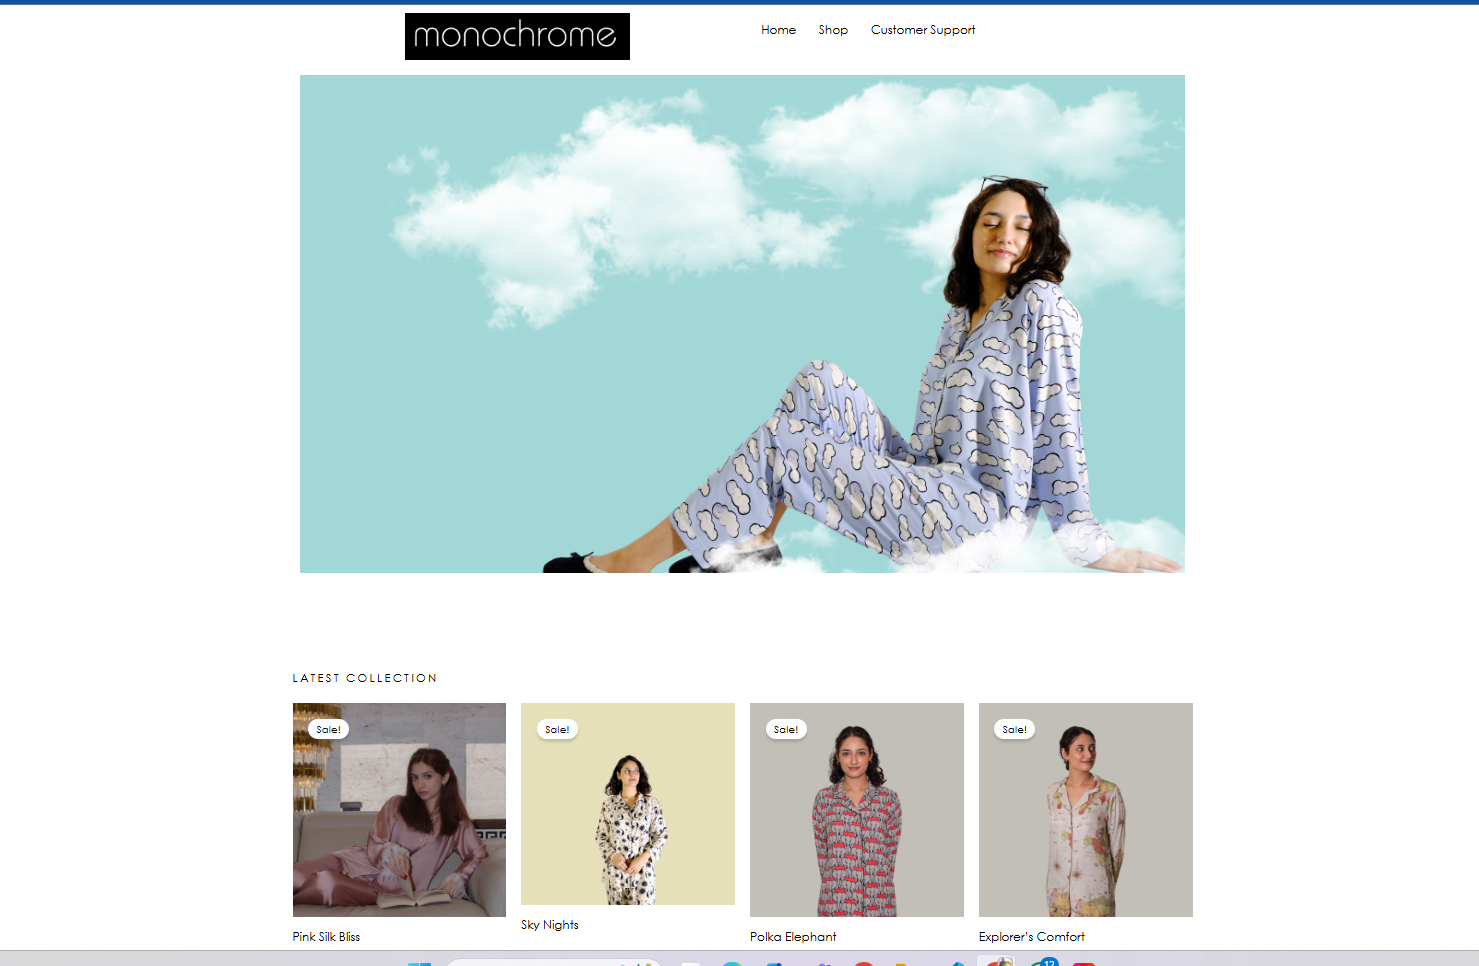 monochrome
Home Shop Customer Support
LATEST COLLECTION
Sale! Sale! Sale! Sale!
Pink Silk Bliss Sky Nights Polka Elephant Explorer's Comfort
12